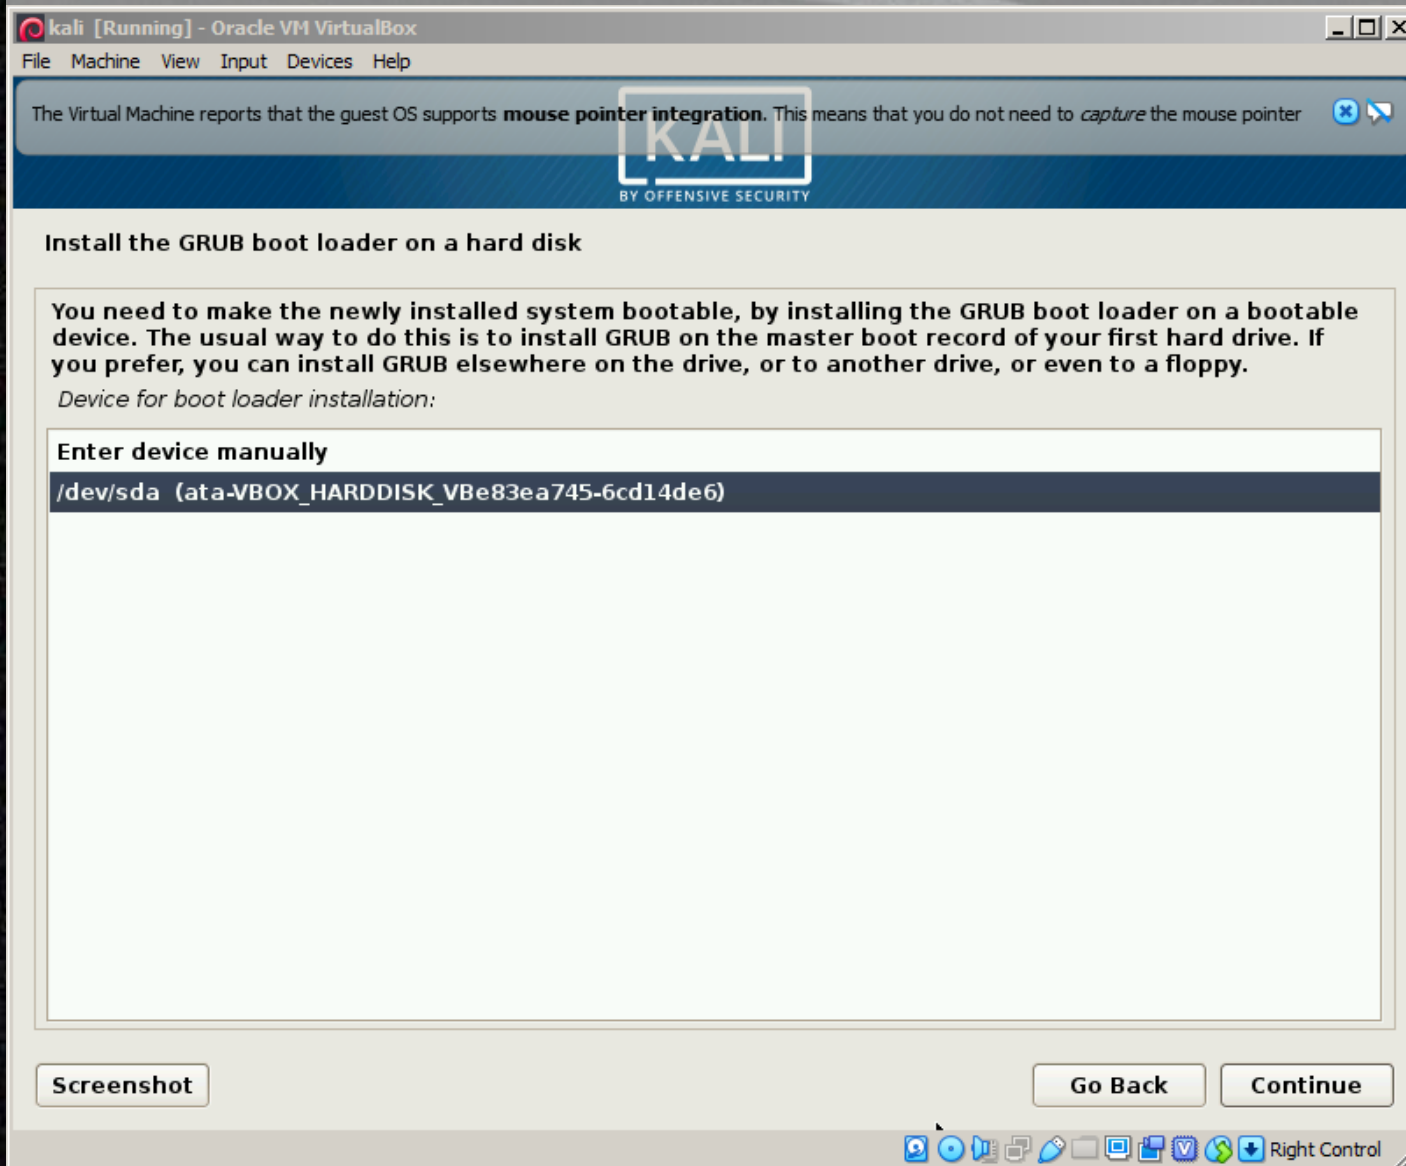 kali [Running] - Oracle VM VirtualBox
File Machine View Input Devices Help
The Virtual Machine reports that the guest OS supports mouse pointer integration. This means that you do not need to capture the mouse pointer
KALI
BY OFFENSIVE SECURITY
Install the GRUB boot loader on a hard disk
You need to make the newly installed system bootable, by installing the GRUB boot loader on a bootable
device. The usual way to do this is to install GRUB on the master boot record of your first hard drive. If
you prefer, you can install GRUB elsewhere on the drive, or to another drive, or even to a floppy.
Device for boot loader installation:
Enter device manually
/dev/sda (ata-VBOX_HARDDISK_VBe83ea745-6cd14de6)
Screenshot Go Back Continue
Right Control